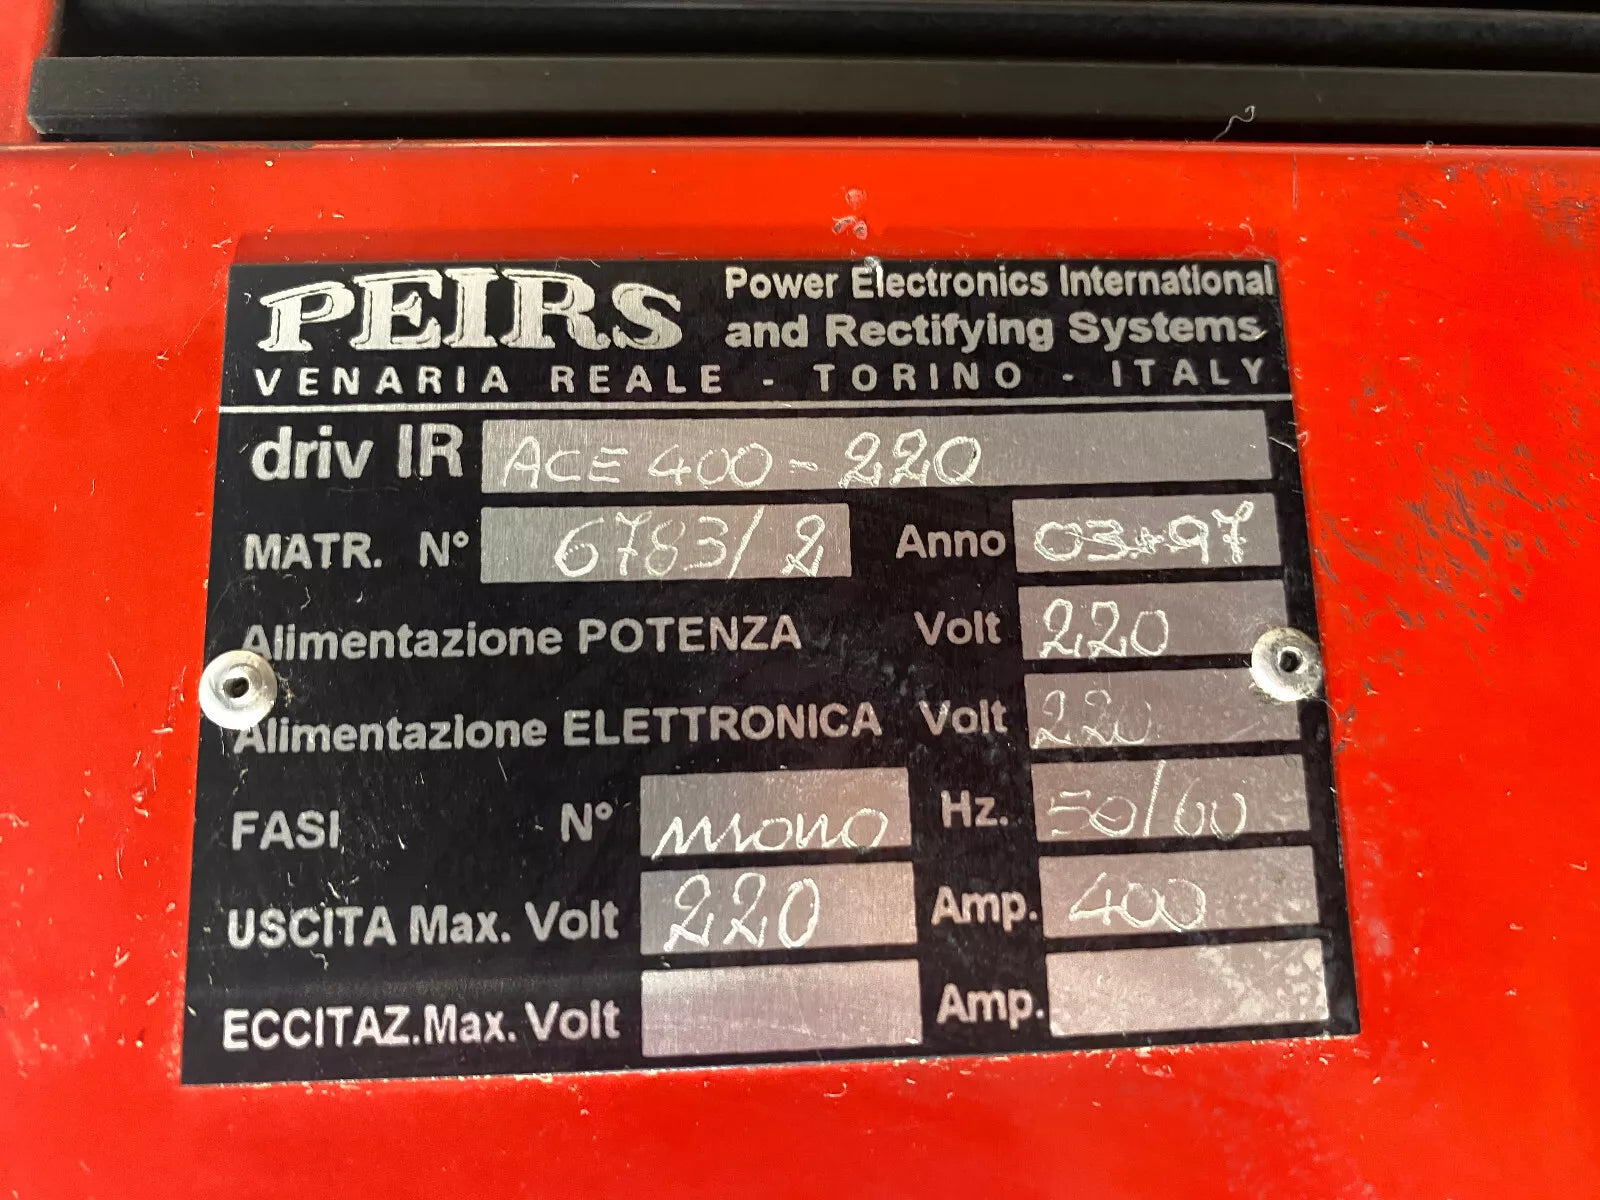 PEIRS Power Electronics International
and Rectifying Systems
VENARIA REALE - TORINO - ITALY
driv IR ACE 400-220
MATR. N° 6783/2 Anno 03-97
Alimentazione POTENZA Volt 220
Alimentazione ELETTRONICA Volt 220
FASI N° mono Hz. 50/60
USCITA Max. Volt 220 Amp. 400
ECCITAZ.Max. Volt Amp.